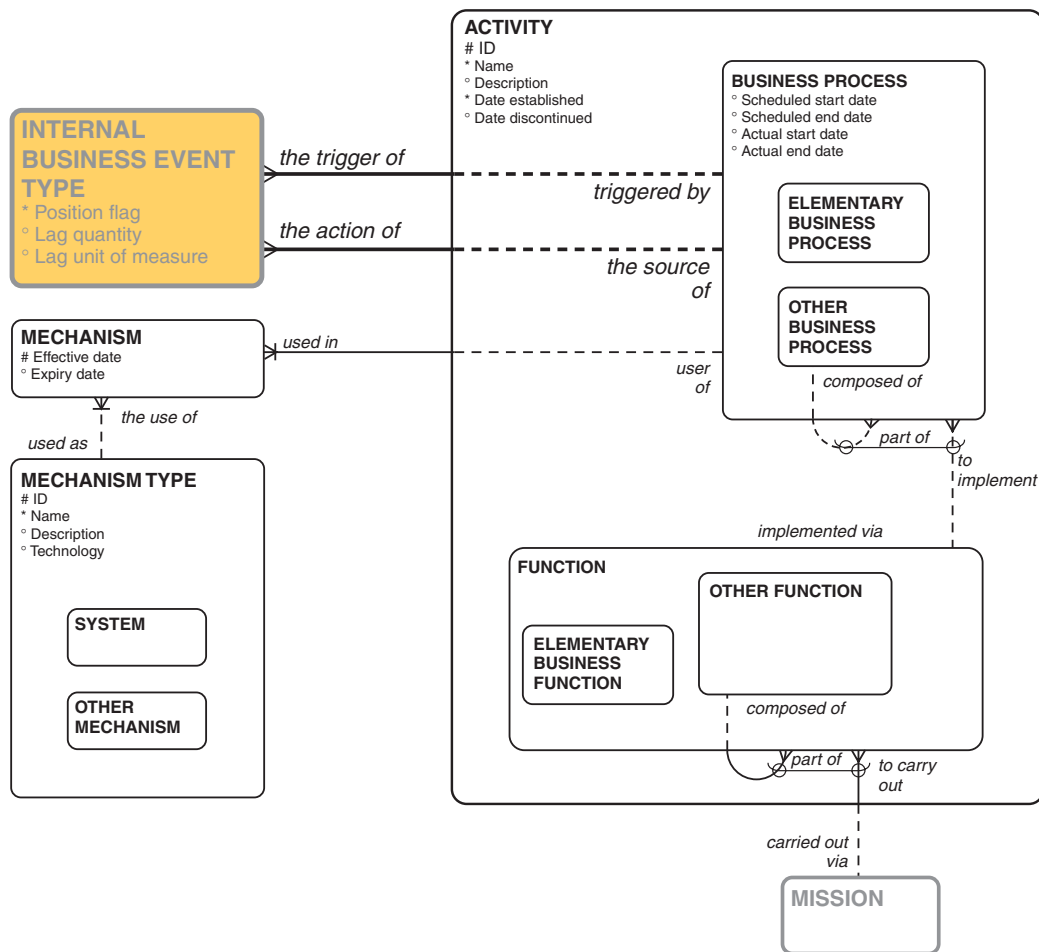 ACTIVITY
# ID
* Name
° Description
* Date established
° Date discontinued
BUSINESS PROCESS
° Scheduled start date
° Scheduled end date
° Actual start date
° Actual end date
ELEMENTARY
BUSINESS
PROCESS
OTHER
BUSINESS
PROCESS
composed of
part of
to
implement
INTERNAL
BUSINESS EVENT
TYPE
* Position flag
° Lag quantity
° Lag unit of measure
the trigger of
triggered by
the action of
the source
of
MECHANISM
# Effective date
° Expiry date
used in
user
of
the use of
used as
MECHANISM TYPE
# ID
* Name
° Description
° Technology
SYSTEM
OTHER
MECHANISM
implemented via
FUNCTION
OTHER FUNCTION
ELEMENTARY
BUSINESS
FUNCTION
composed of
part of
to carry
out
carried out
via
MISSION